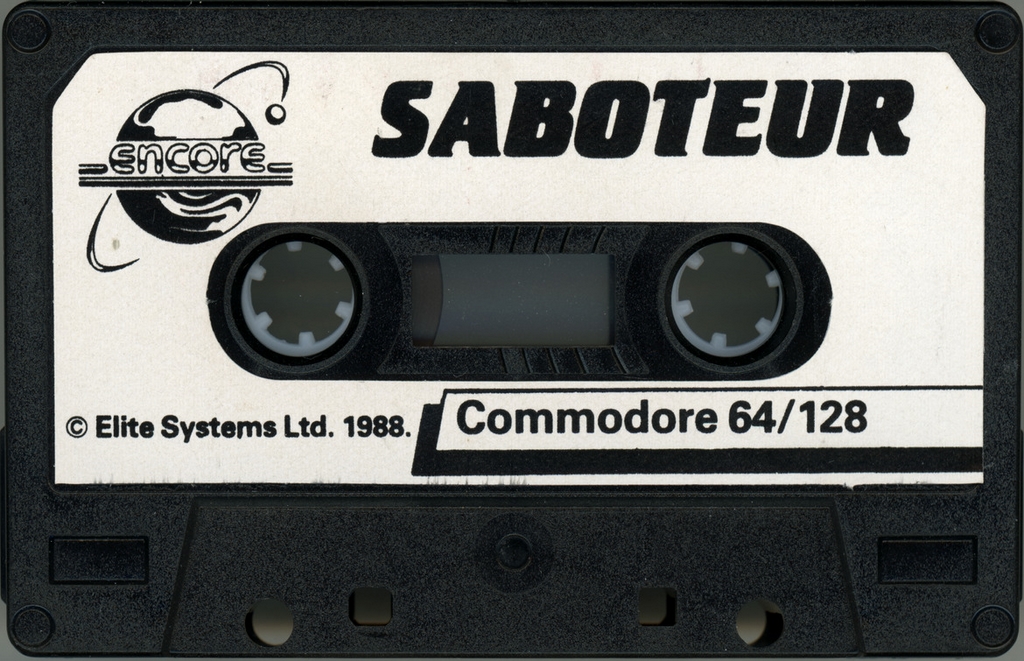 SABOTEUR
encore
© Elite Systems Ltd. 1988.
Commodore 64/128